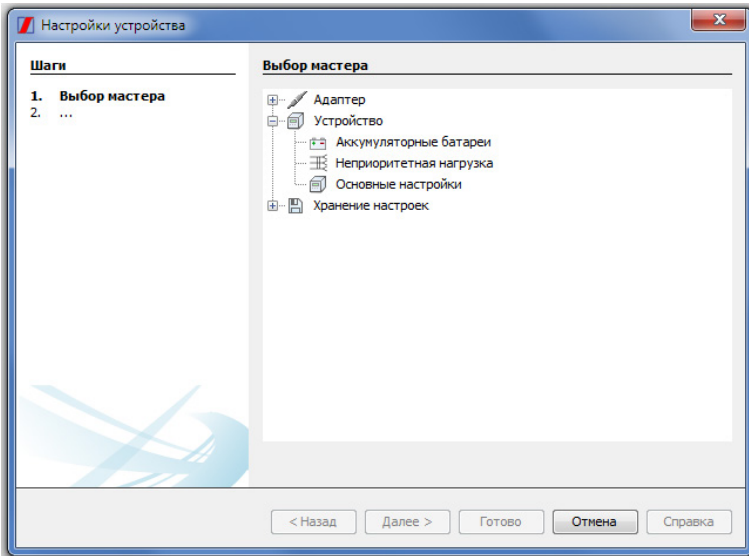 Настройки устройства
Шаги
1. Выбор мастера
2. ...
Выбор мастера
Адаптер
Устройство
Аккумуляторные батареи
Неприоритетная нагрузка
Основные настройки
Хранение настроек
< Назад
Далее >
Готово
Отмена
Справка